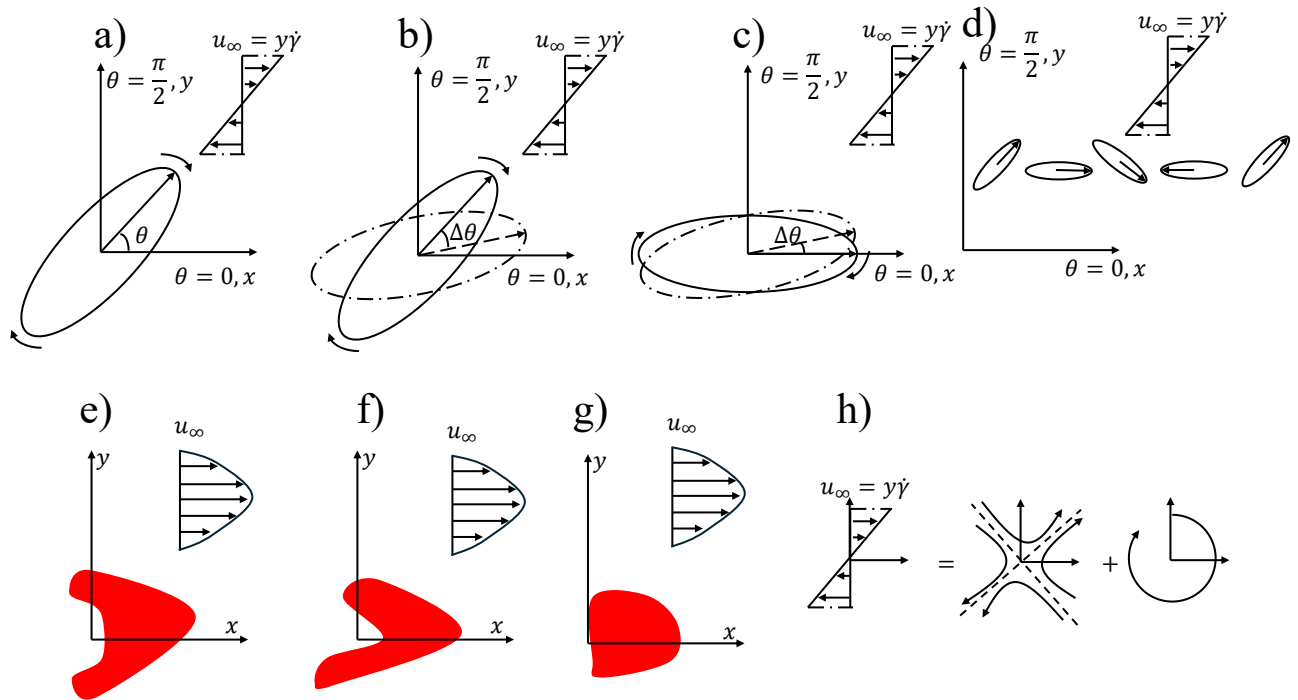 a)
u∞ = yγ̇
θ = π/2, y
θ
θ = 0, x
b)
u∞ = yγ̇
θ = π/2, y
Δθ
θ = 0, x
c)
u∞ = yγ̇
θ = π/2, y
Δθ
θ = 0, x
d)
u∞ = yγ̇
θ = π/2, y
θ = 0, x
e)
u∞
y
x
f)
u∞
y
x
g)
u∞
y
x
h)
u∞ = yγ̇
=
+